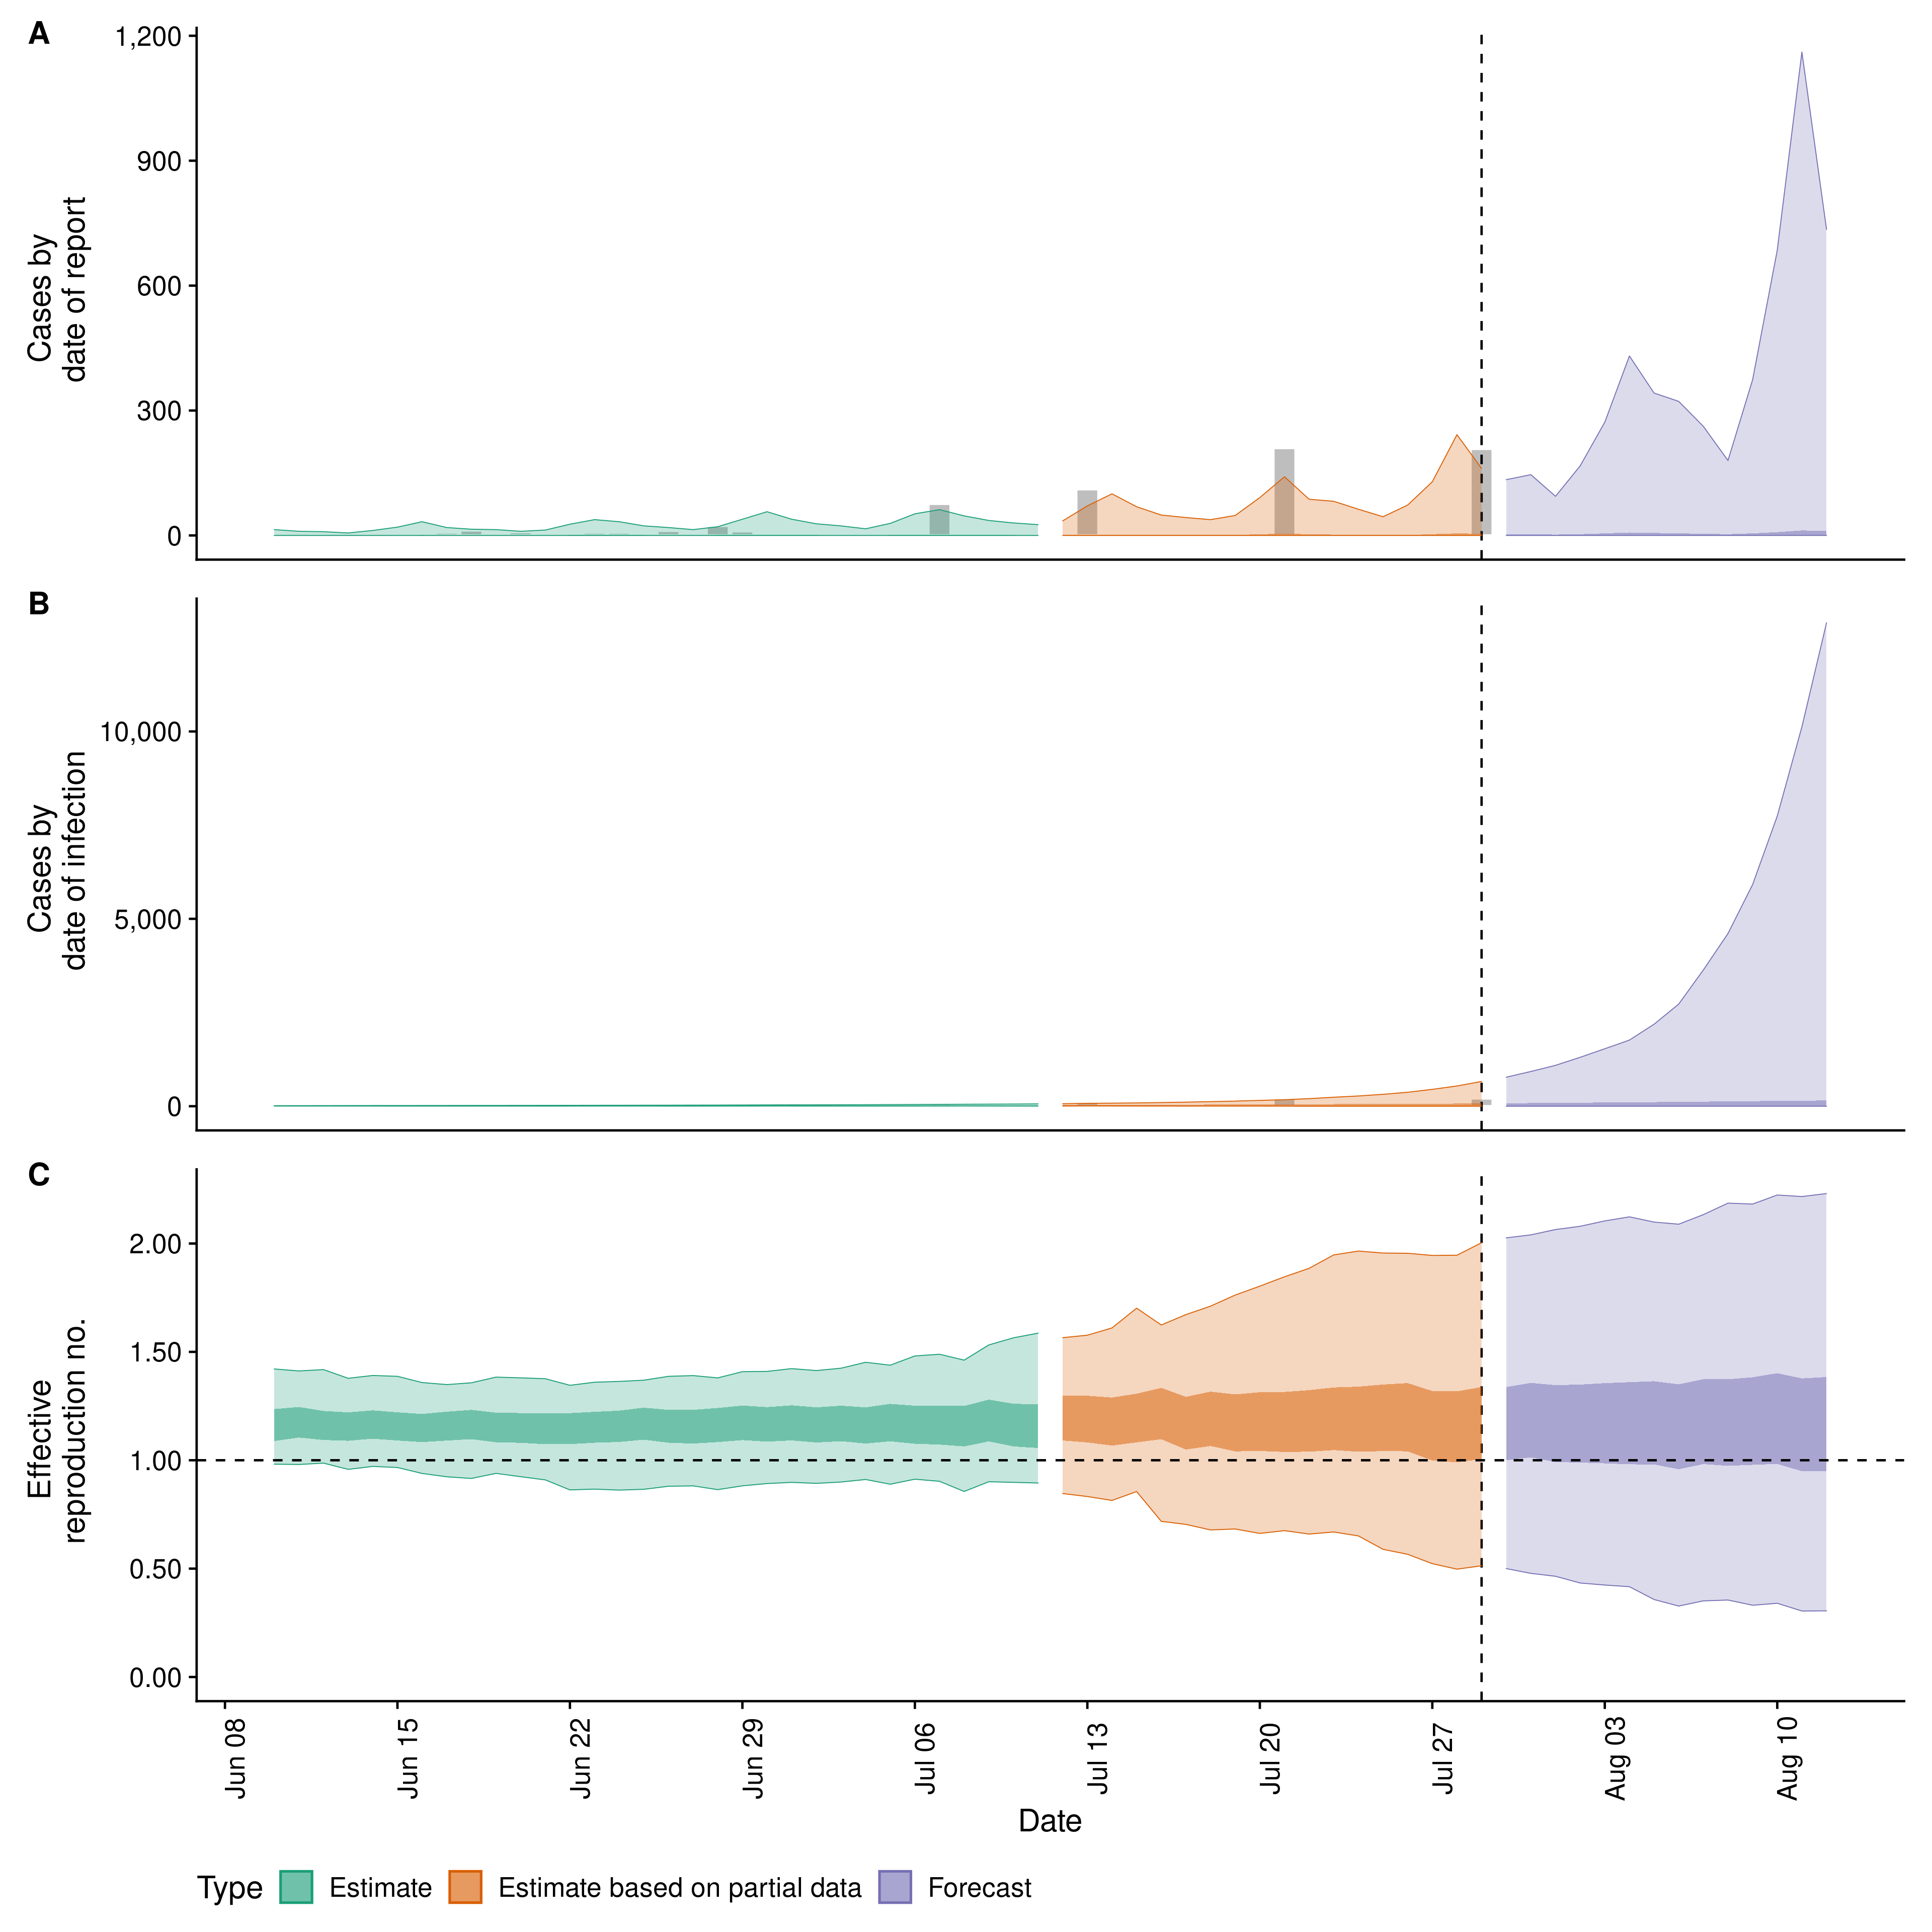 A
Cases by
date of report
1,200
900
600
300
0
B
Cases by
date of infection
10,000
5,000
0
C
Effective
reproduction no.
2.00
1.50
1.00
0.50
0.00
Jun 08
Jun 15
Jun 22
Jun 29
Jul 06
Jul 13
Jul 20
Jul 27
Aug 03
Aug 10
Date
Type Estimate Estimate based on partial data Forecast